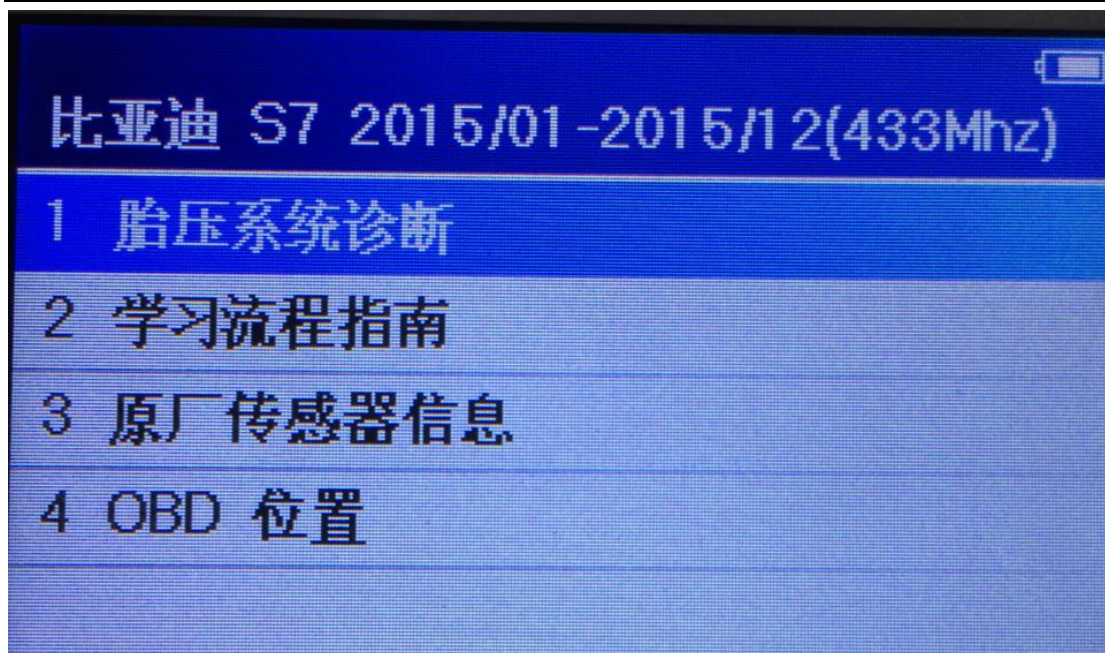 比亚迪 S7 2015/01-2015/12(433Mhz)
1 胎压系统诊断
2 学习流程指南
3 原厂传感器信息
4 OBD 位置